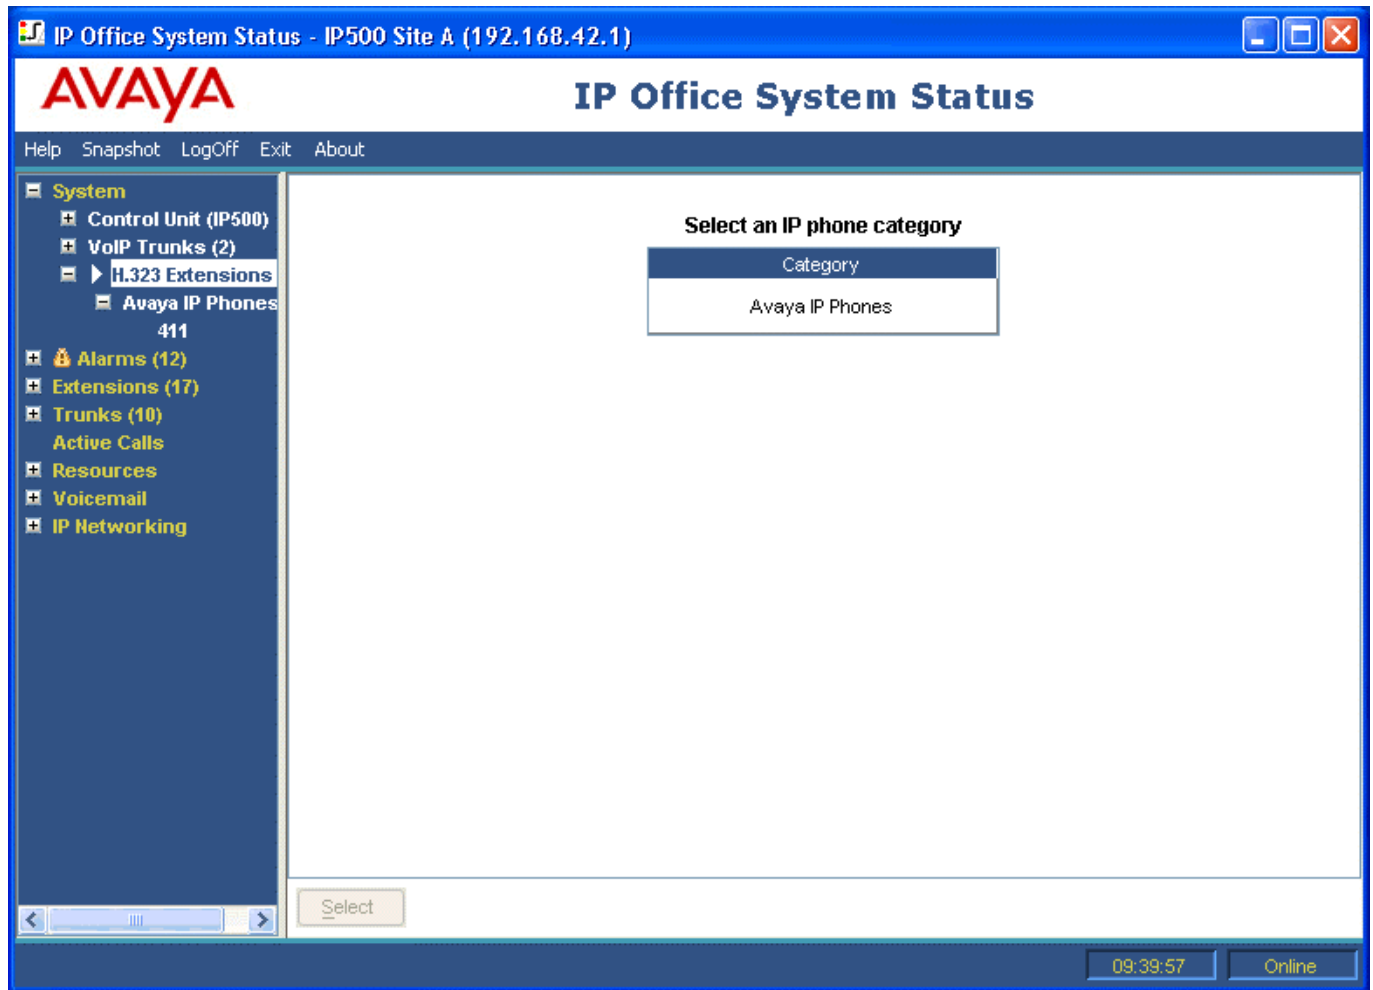 IP Office System Status - IP500 Site A (192.168.42.1)
AVAYA
IP Office System Status
Help Snapshot LogOff Exit About
System
Control Unit (IP500)
VoIP Trunks (2)
H.323 Extensions
Avaya IP Phones
411
Alarms (12)
Extensions (17)
Trunks (10)
Active Calls
Resources
Voicemail
IP Networking
Select an IP phone category
Category
Avaya IP Phones
Select
09:39:57
Online